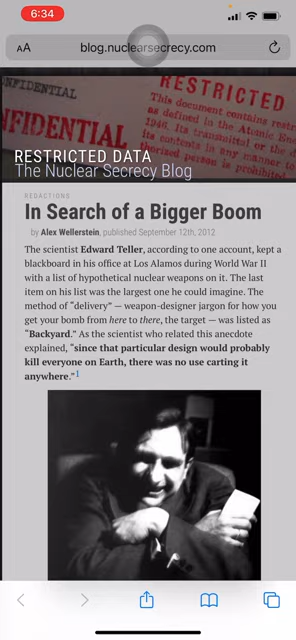 6:34
AA
blog.nuclearsecrecy.com
CONFIDENTIAL
RESTRICTED
This document contains restr
as defined in the Atomic Ene
1946. Its transmittal or the d
its contents in any manner to
prohibited
NFIDENTIAL
RESTRICTED DATA
The Nuclear Secrecy Blog
REDACTIONS
In Search of a Bigger Boom
by Alex Wellerstein, published September 12th, 2012
The scientist Edward Teller, according to one account, kept a
blackboard in his office at Los Alamos during World War II
with a list of hypothetical nuclear weapons on it. The last
item on his list was the largest one he could imagine. The
method of “delivery” — weapon-designer jargon for how you
get your bomb from here to there, the target — was listed as
“Backyard.” As the scientist who related this anecdote
explained, “since that particular design would probably
kill everyone on Earth, there was no use carting it
anywhere.”1